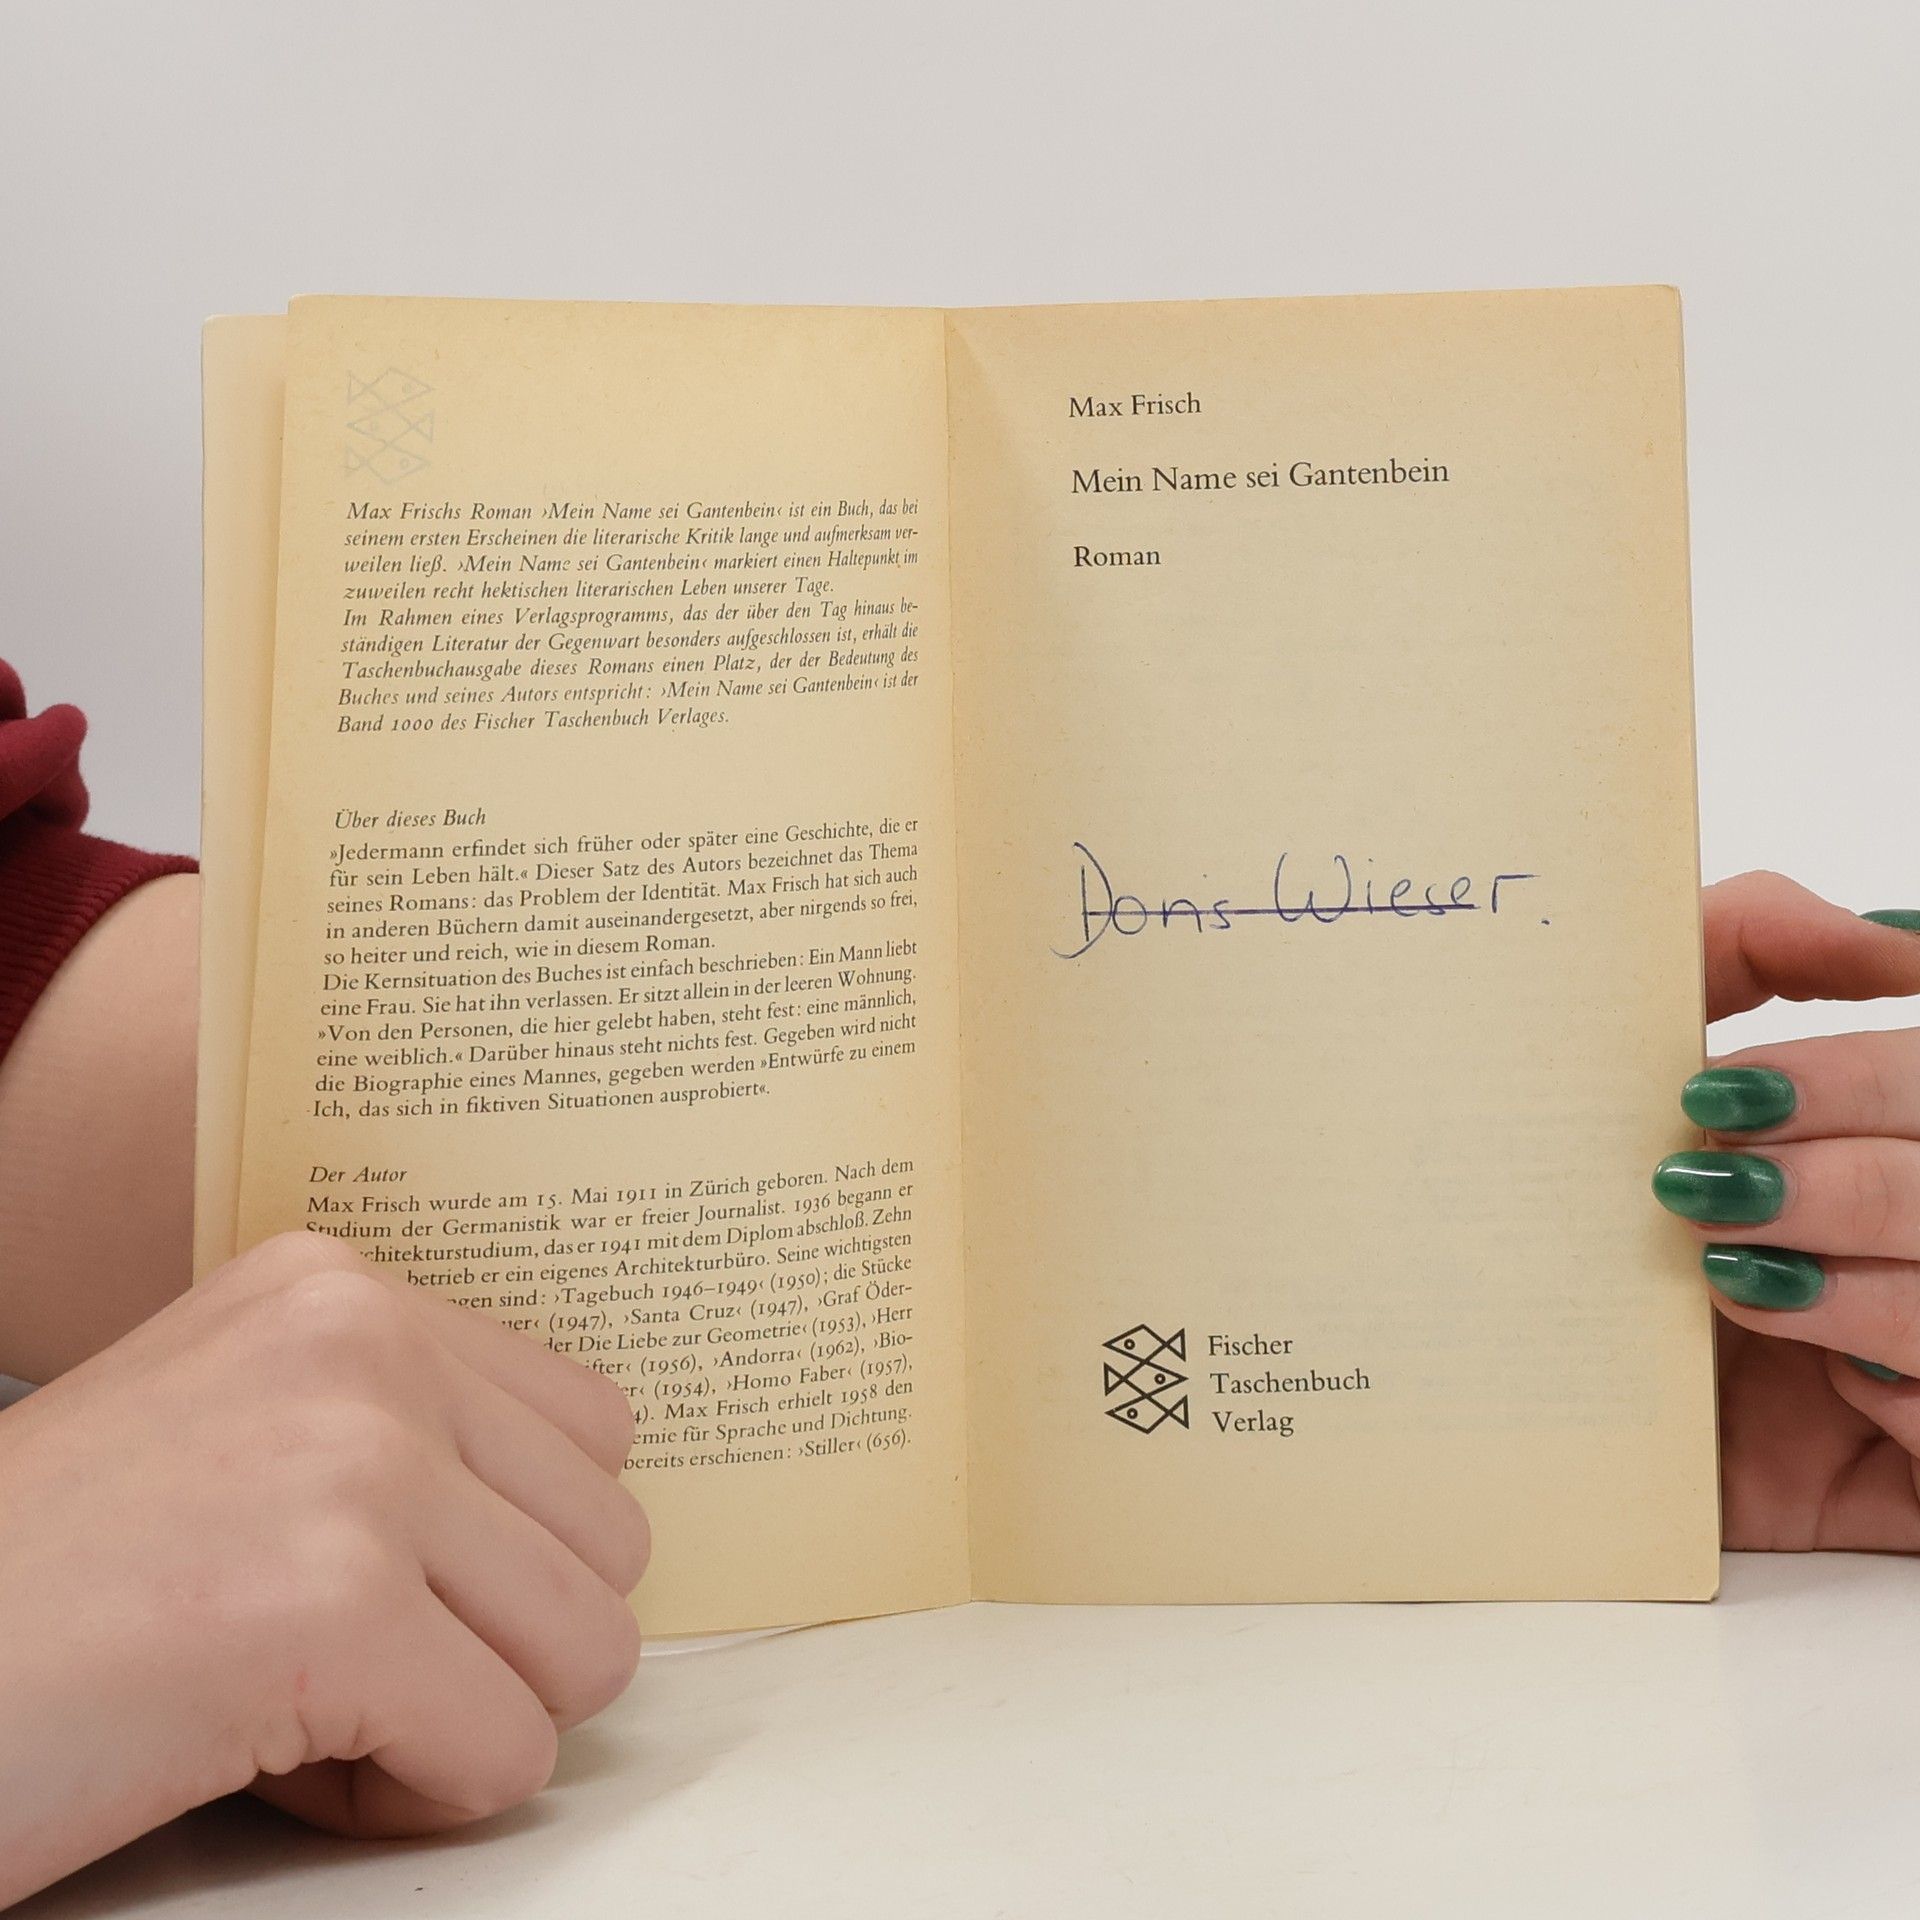 Max Frischs Roman ›Mein Name sei Gantenbein‹ ist ein Buch, das bei
seinem ersten Erscheinen die literarische Kritik lange und aufmerksam ver-
weilen ließ. ›Mein Name sei Gantenbein‹ markiert einen Haltepunkt im
zuweilen recht hektischen literarischen Leben unserer Tage.
Im Rahmen eines Verlagsprogramms, das der über den Tag hinaus be-
ständigen Literatur der Gegenwart besonders aufgeschlossen ist, erhält die
Taschenbuchausgabe dieses Romans einen Platz, der der Bedeutung des
Buches und seines Autors entspricht: ›Mein Name sei Gantenbein‹ ist der
Band 1000 des Fischer Taschenbuch Verlages.
Über dieses Buch
»Jedermann erfindet sich früher oder später eine Geschichte, die er
für sein Leben hält.« Dieser Satz des Autors bezeichnet das Thema
seines Romans: das Problem der Identität. Max Frisch hat sich auch
in anderen Büchern damit auseinandergesetzt, aber nirgends so frei,
so heiter und reich, wie in diesem Roman.
Die Kernsituation des Buches ist einfach beschrieben: Ein Mann liebt
eine Frau. Sie hat ihn verlassen. Er sitzt allein in der leeren Wohnung.
»Von den Personen, die hier gelebt haben, steht fest: eine männlich,
eine weiblich.« Darüber hinaus steht nichts fest. Gegeben wird nicht
die Biographie eines Mannes, gegeben werden »Entwürfe zu einem
Ich, das sich in fiktiven Situationen ausprobiert«.
Der Autor
Max Frisch wurde am 15. Mai 1911 in Zürich geboren. Nach dem
Studium der Germanistik war er freier Journalist. 1936 begann er
chitekturstudium, das er 1941 mit dem Diplom abschloß. Zehn
betrieb er ein eigenes Architekturbüro. Seine wichtigsten
ngen sind: ›Tagebuch 1946–1949‹ (1950); die Stücke
uer‹ (1947), ›Santa Cruz‹ (1947), ›Graf Öder-
der Die Liebe zur Geometrie‹ (1953), ›Herr
ifter‹ (1956), ›Andorra‹ (1962), ›Bio-
er‹ (1954), ›Homo Faber‹ (1957),
4). Max Frisch erhielt 1958 den
emie für Sprache und Dichtung.
bereits erschienen: ›Stiller‹ (656).
Max Frisch
Mein Name sei Gantenbein
Roman
Doris Wieser.
Fischer
Taschenbuch
Verlag